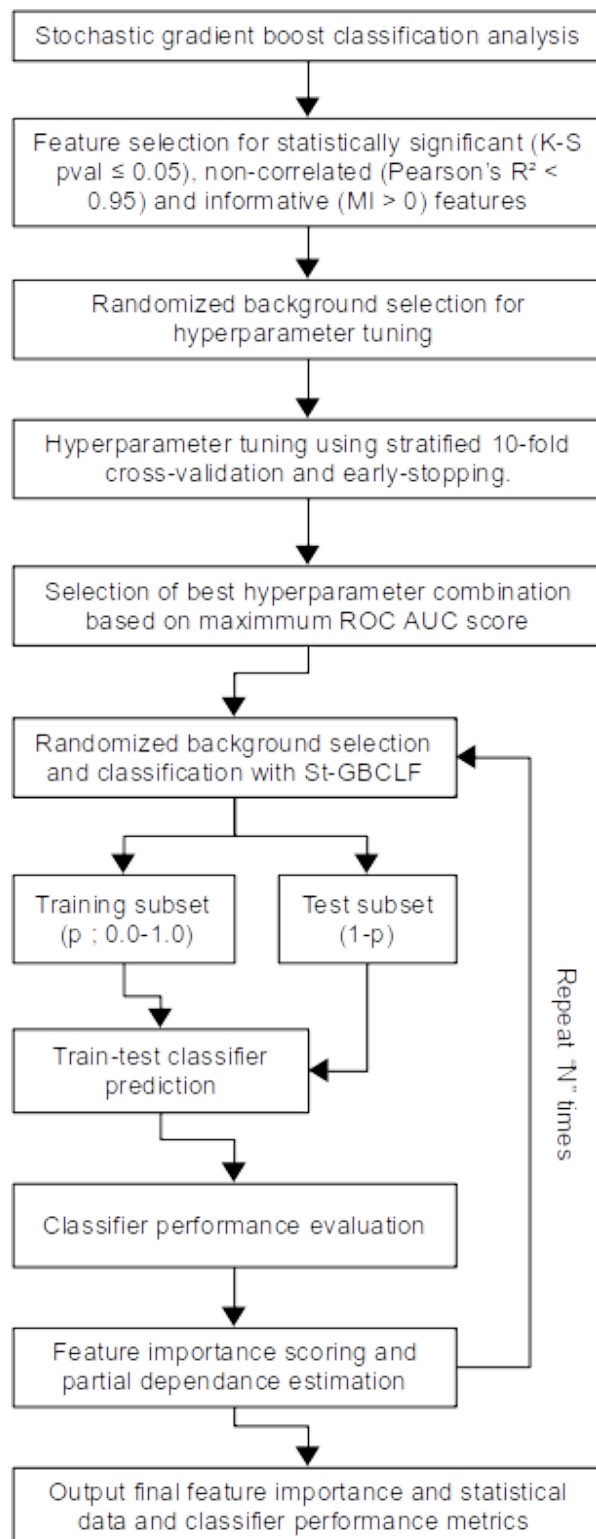 Stochastic gradient boost classification analysis
Feature selection for statistically significant (K-S
pval ≤ 0.05), non-correlated (Pearson's R² <
0.95) and informative (MI > 0) features
Randomized background selection for
hyperparameter tuning
Hyperparameter tuning using stratified 10-fold
cross-validation and early-stopping.
Selection of best hyperparameter combination
based on maximmum ROC AUC score
Randomized background selection
and classification with St-GBCLF
Training subset
(p ; 0.0-1.0)
Test subset
(1-p)
Train-test classifier
prediction
Classifier performance evaluation
Feature importance scoring and
partial dependance estimation
Repeat “N” times
Output final feature importance and statistical
data and classifier performance metrics